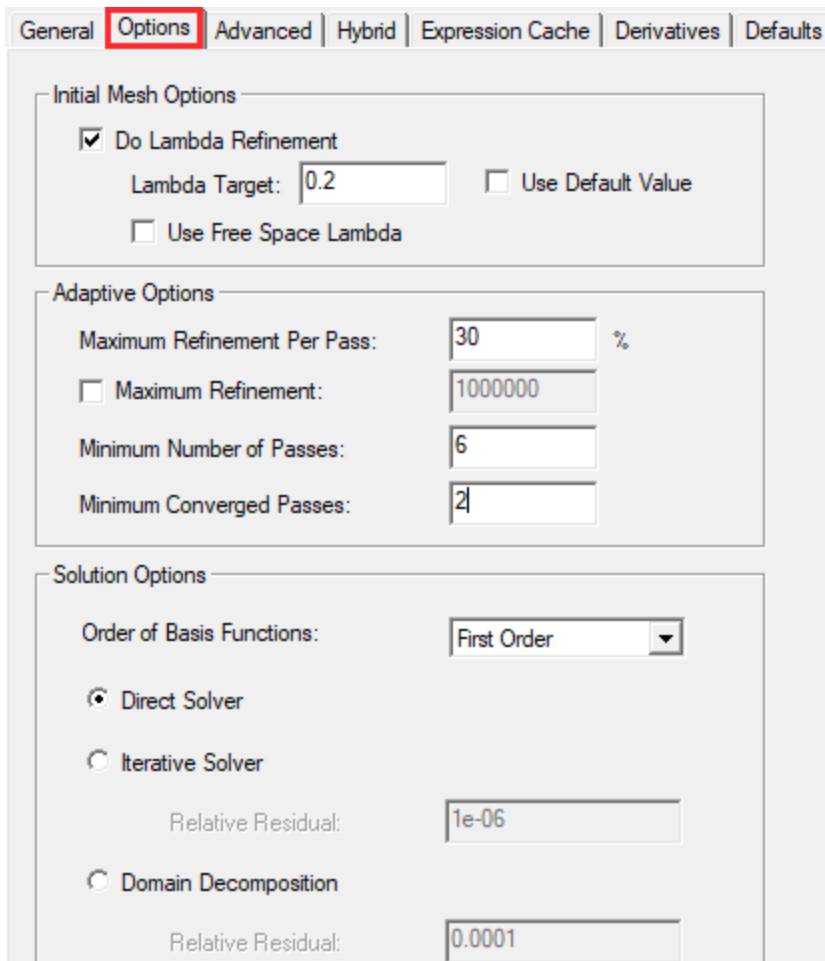 General Options Advanced Hybrid Expression Cache Derivatives Defaults
Initial Mesh Options
Do Lambda Refinement
Lambda Target: 0.2 Use Default Value
Use Free Space Lambda
Adaptive Options
Maximum Refinement Per Pass: 30 %
Maximum Refinement: 1000000
Minimum Number of Passes: 6
Minimum Converged Passes: 2
Solution Options
Order of Basis Functions: First Order
Direct Solver
Iterative Solver
Relative Residual: 1e-06
Domain Decomposition
Relative Residual: 0.0001